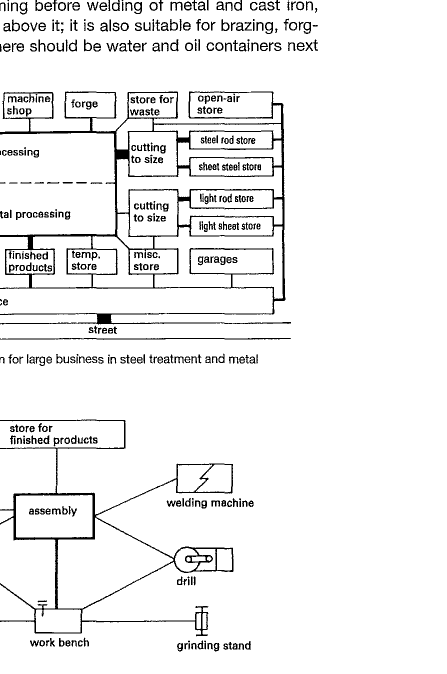 ning before welding of metal and cast iron,
above it; it is also suitable for brazing, forg-
here should be water and oil containers next
machine shop
forge
store for waste
open-air store
cessing
cutting to size
steel rod store
sheet steel store
tal processing
cutting to size
light rod store
light sheet store
finished products
temp. store
misc. store
garages
ce
street
n for large business in steel treatment and metal
store for
finished products
assembly
welding machine
drill
work bench
grinding stand